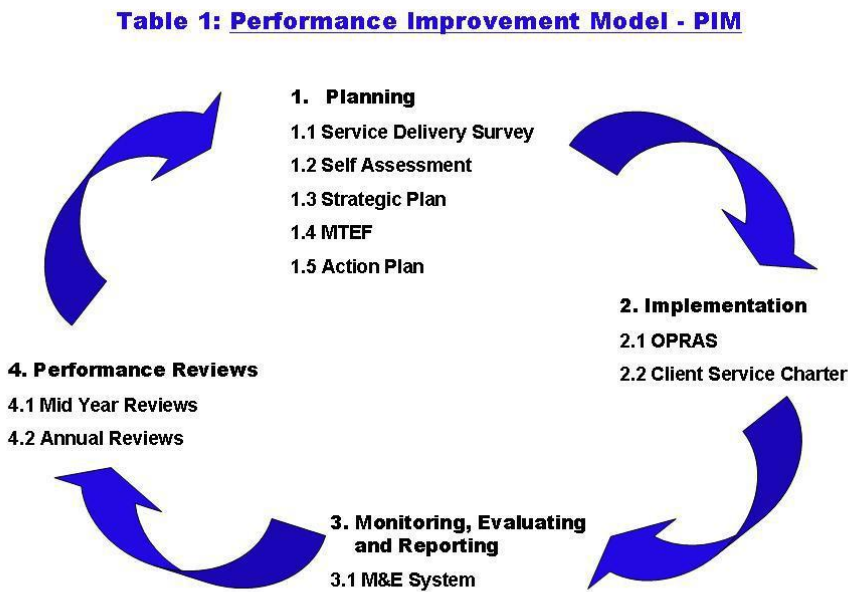 Table 1: Performance Improvement Model - PIM
1. Planning
1.1 Service Delivery Survey
1.2 Self Assessment
1.3 Strategic Plan
1.4 MTEF
1.5 Action Plan
2. Implementation
2.1 OPRAS
2.2 Client Service Charter
3. Monitoring, Evaluating
and Reporting
3.1 M&E System
4. Performance Reviews
4.1 Mid Year Reviews
4.2 Annual Reviews